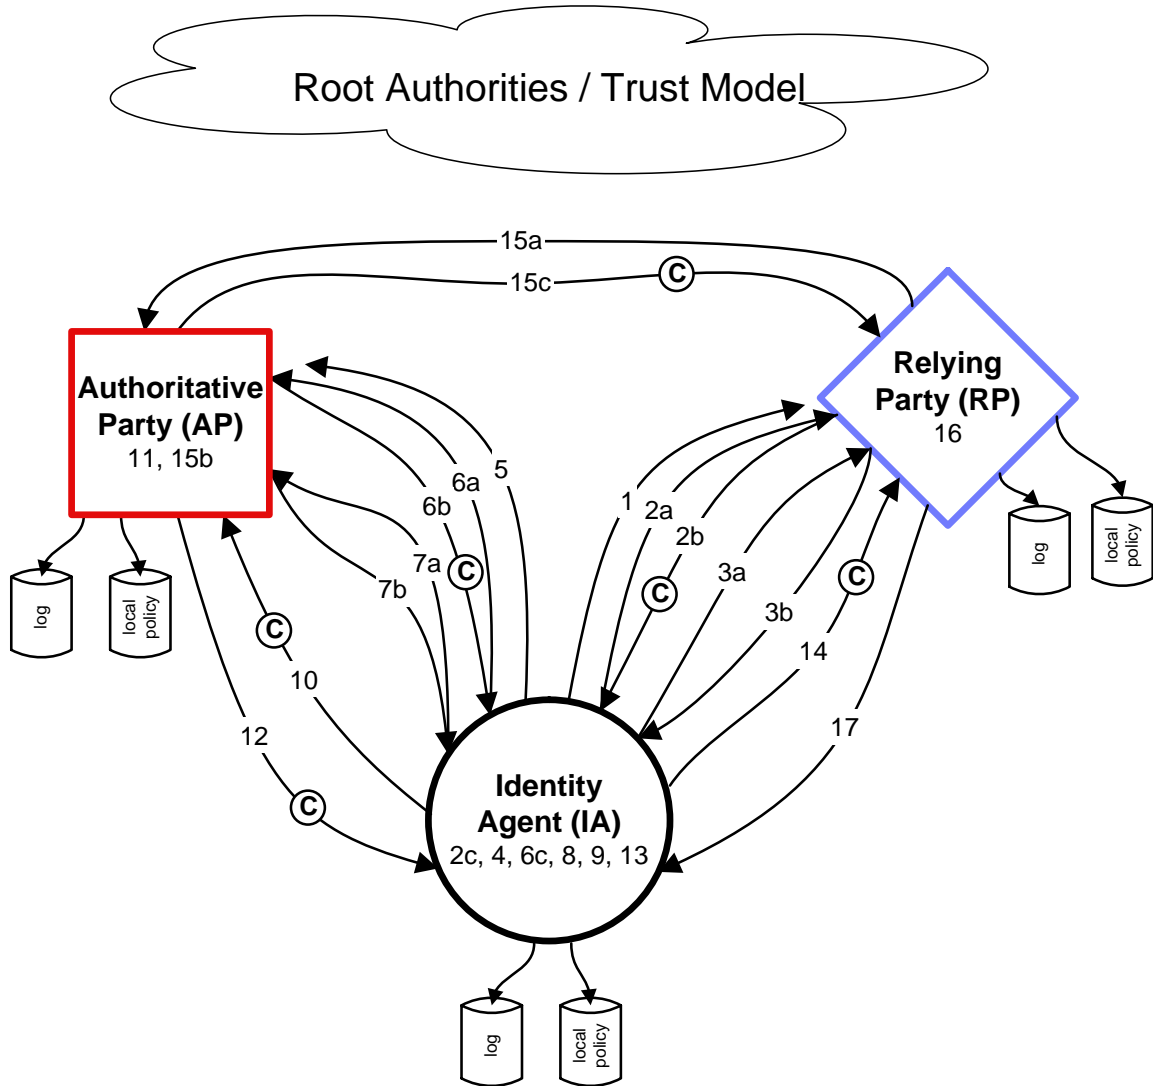 Root Authorities / Trust Model
15a
15c
C
Authoritative
Party (AP)
11, 15b
Relying
Party (RP)
16
5
6a
6b
7a
7b
C
1
2a
2b
C
3a
3b
C
14
17
log
local
policy
log
local
policy
C
10
12
C
Identity
Agent (IA)
2c, 4, 6c, 8, 9, 13
log
local
policy